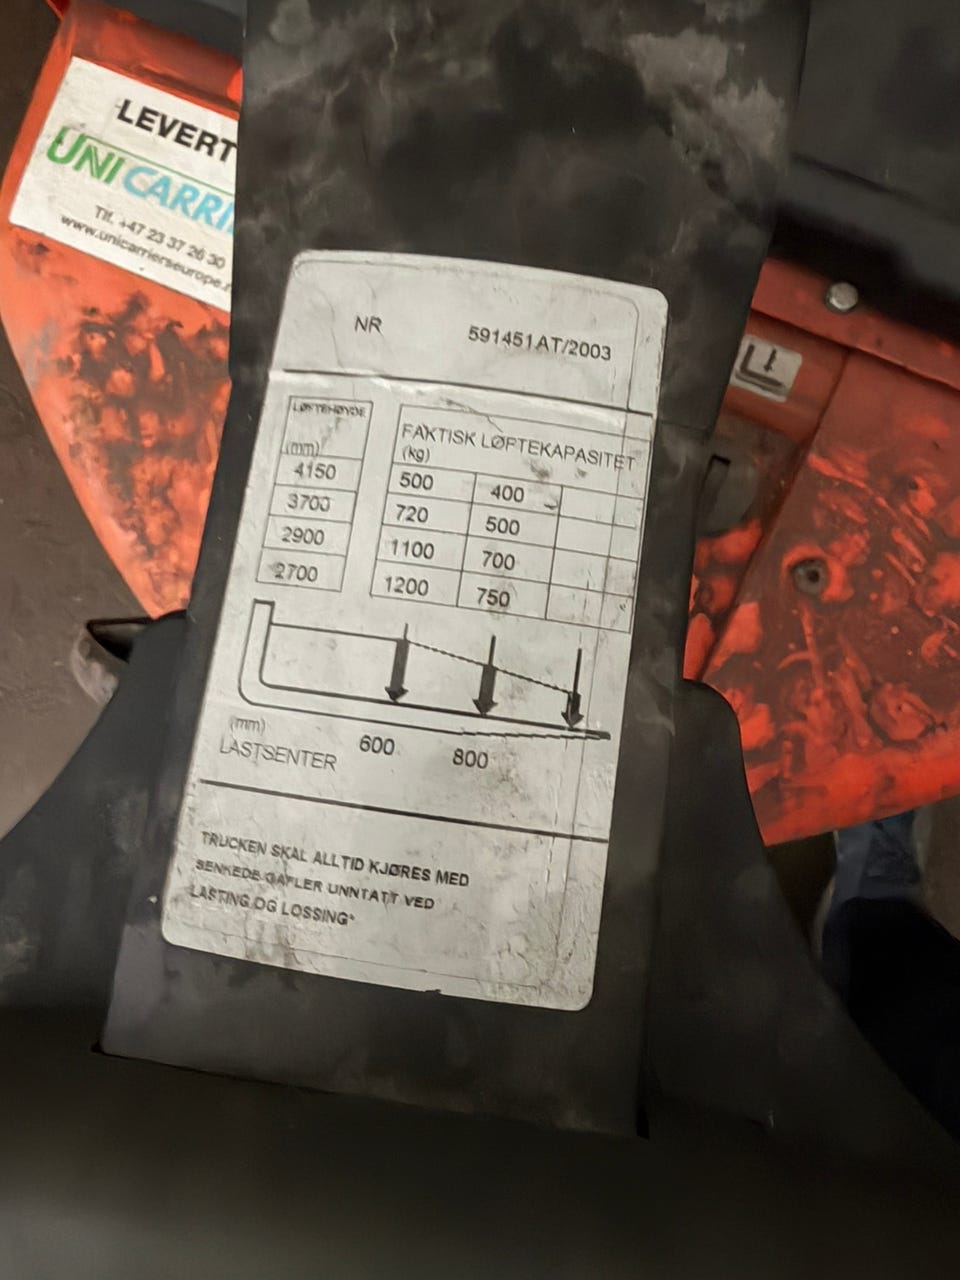 LEVERT
UNICARRI
Tlf. +47 23 37 26 30
www.unicarrierseurope.
NR 591451AT/2003
LØFTEHØYDE
(mm)
FAKTISK LØFTEKAPASITET
(kg)
4150 500 400
3700 720 500
2900 1100 700
2700 1200 750
(mm)
LASTSENTER 600 800
TRUCKEN SKAL ALLTID KJØRES MED
SENKEDE GAFLER UNNTATT VED
LASTING OG LOSSING*